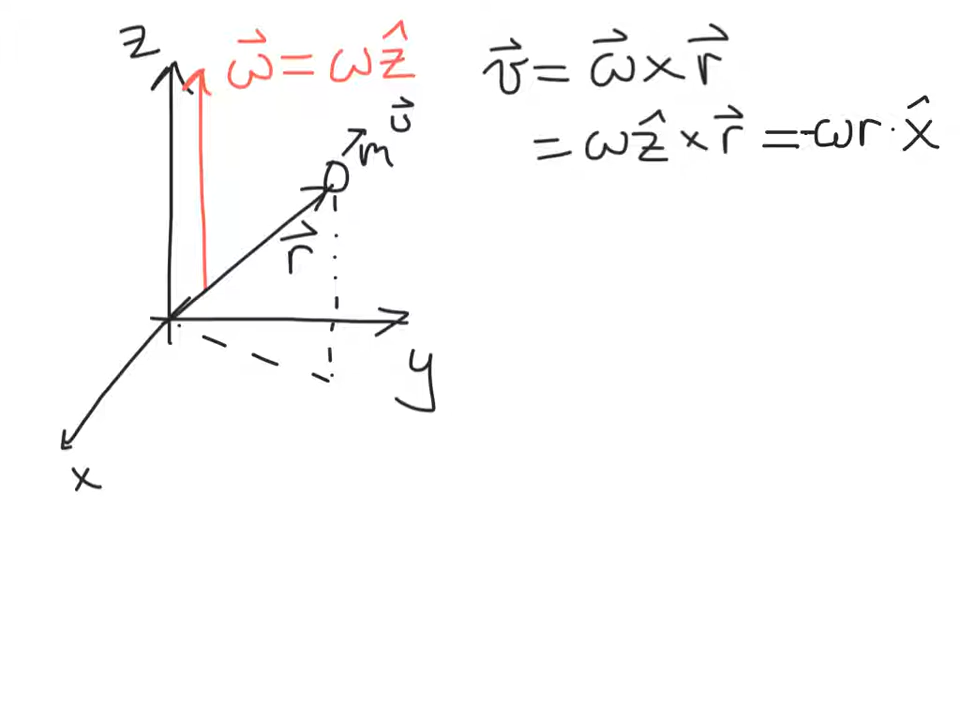 z
ω⃗ = ωẑ
v⃗ = ω⃗ × r⃗
= ωẑ × r⃗ = -ωr · x̂
v⃗
m
r⃗
y
x